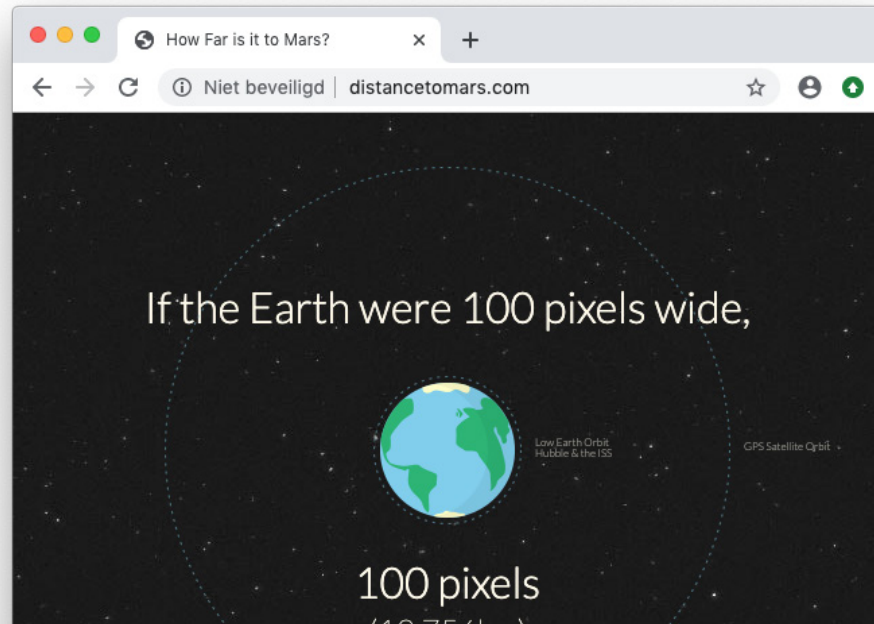 How Far is it to Mars?
Niet beveiligd distancetomars.com
If the Earth were 100 pixels wide,
Low Earth Orbit
Hubble & the ISS
GPS Satellite Orbit
100 pixels